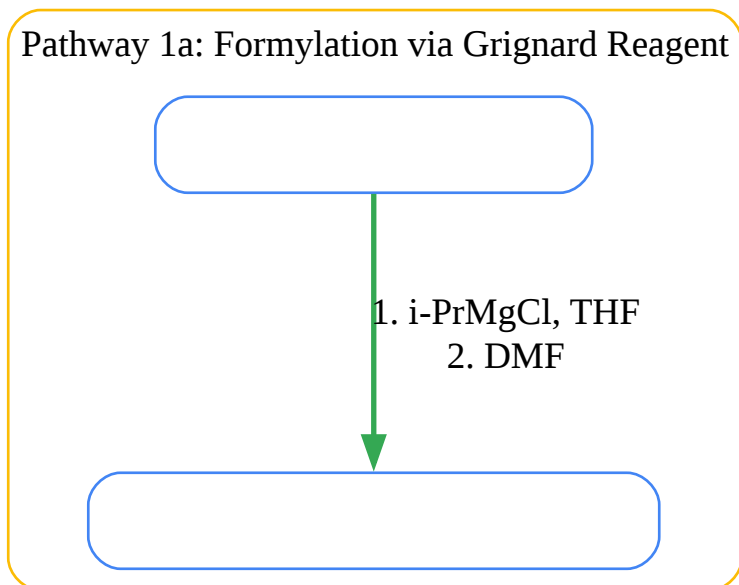 Pathway 1a: Formylation via Grignard Reagent
1. i-PrMgCl, THF
2. DMF